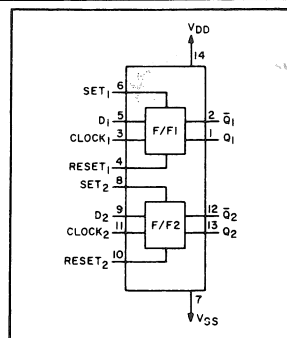 VDD
14
6
SET1
D1 5
F/F1
2 Q̅1
CLOCK1 3
1 Q1
4
RESET1
8
SET2
D2 9
F/F2
12 Q̅2
CLOCK2 11
13 Q2
10
RESET2
7
VSS